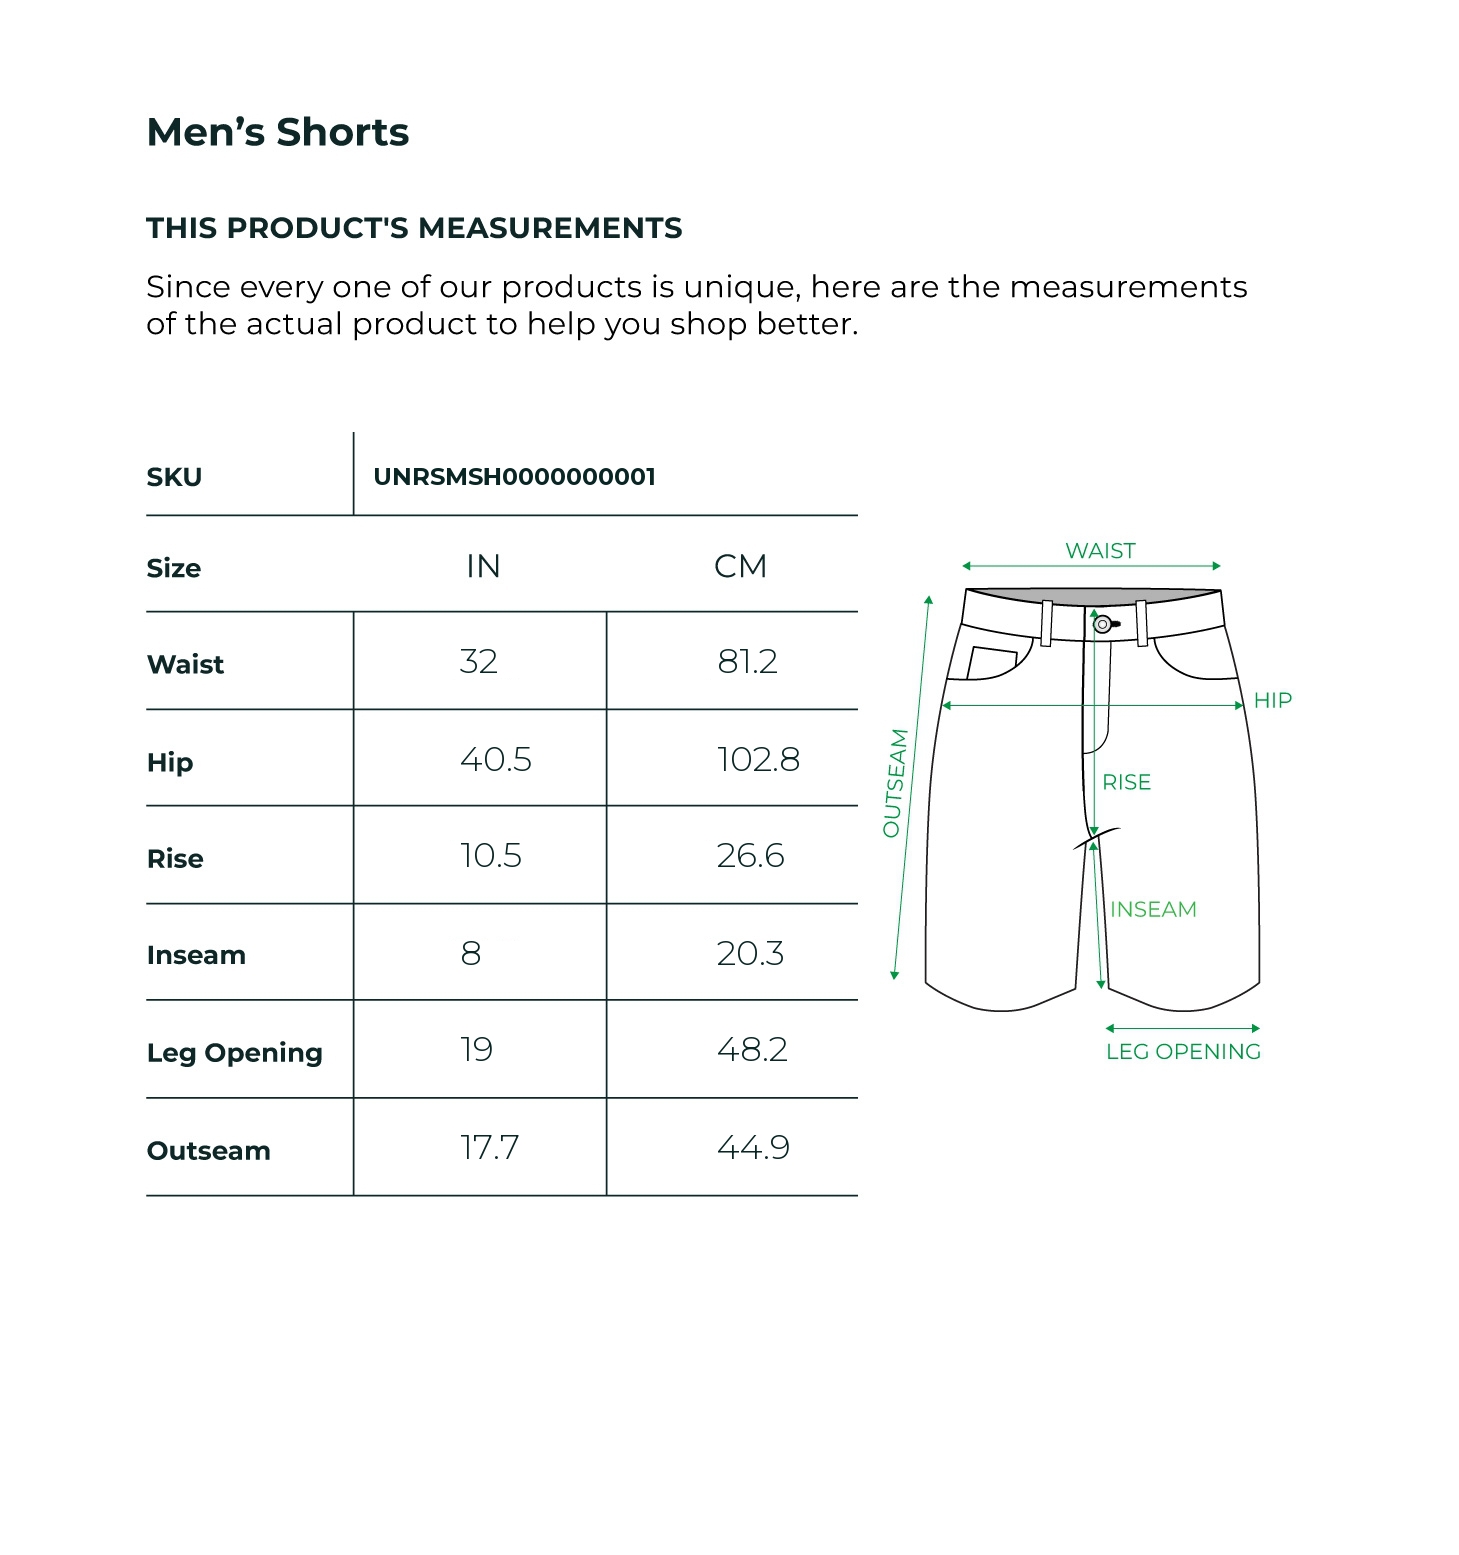 Men’s Shorts
THIS PRODUCT'S MEASUREMENTS
Since every one of our products is unique, here are the measurements
of the actual product to help you shop better.
SKU UNRSMSH0000000001
Size IN CM
Waist 32 81.2
Hip 40.5 102.8
Rise 10.5 26.6
Inseam 8 20.3
Leg Opening 19 48.2
Outseam 17.7 44.9
WAIST
HIP
OUTSEAM
RISE
INSEAM
LEG OPENING